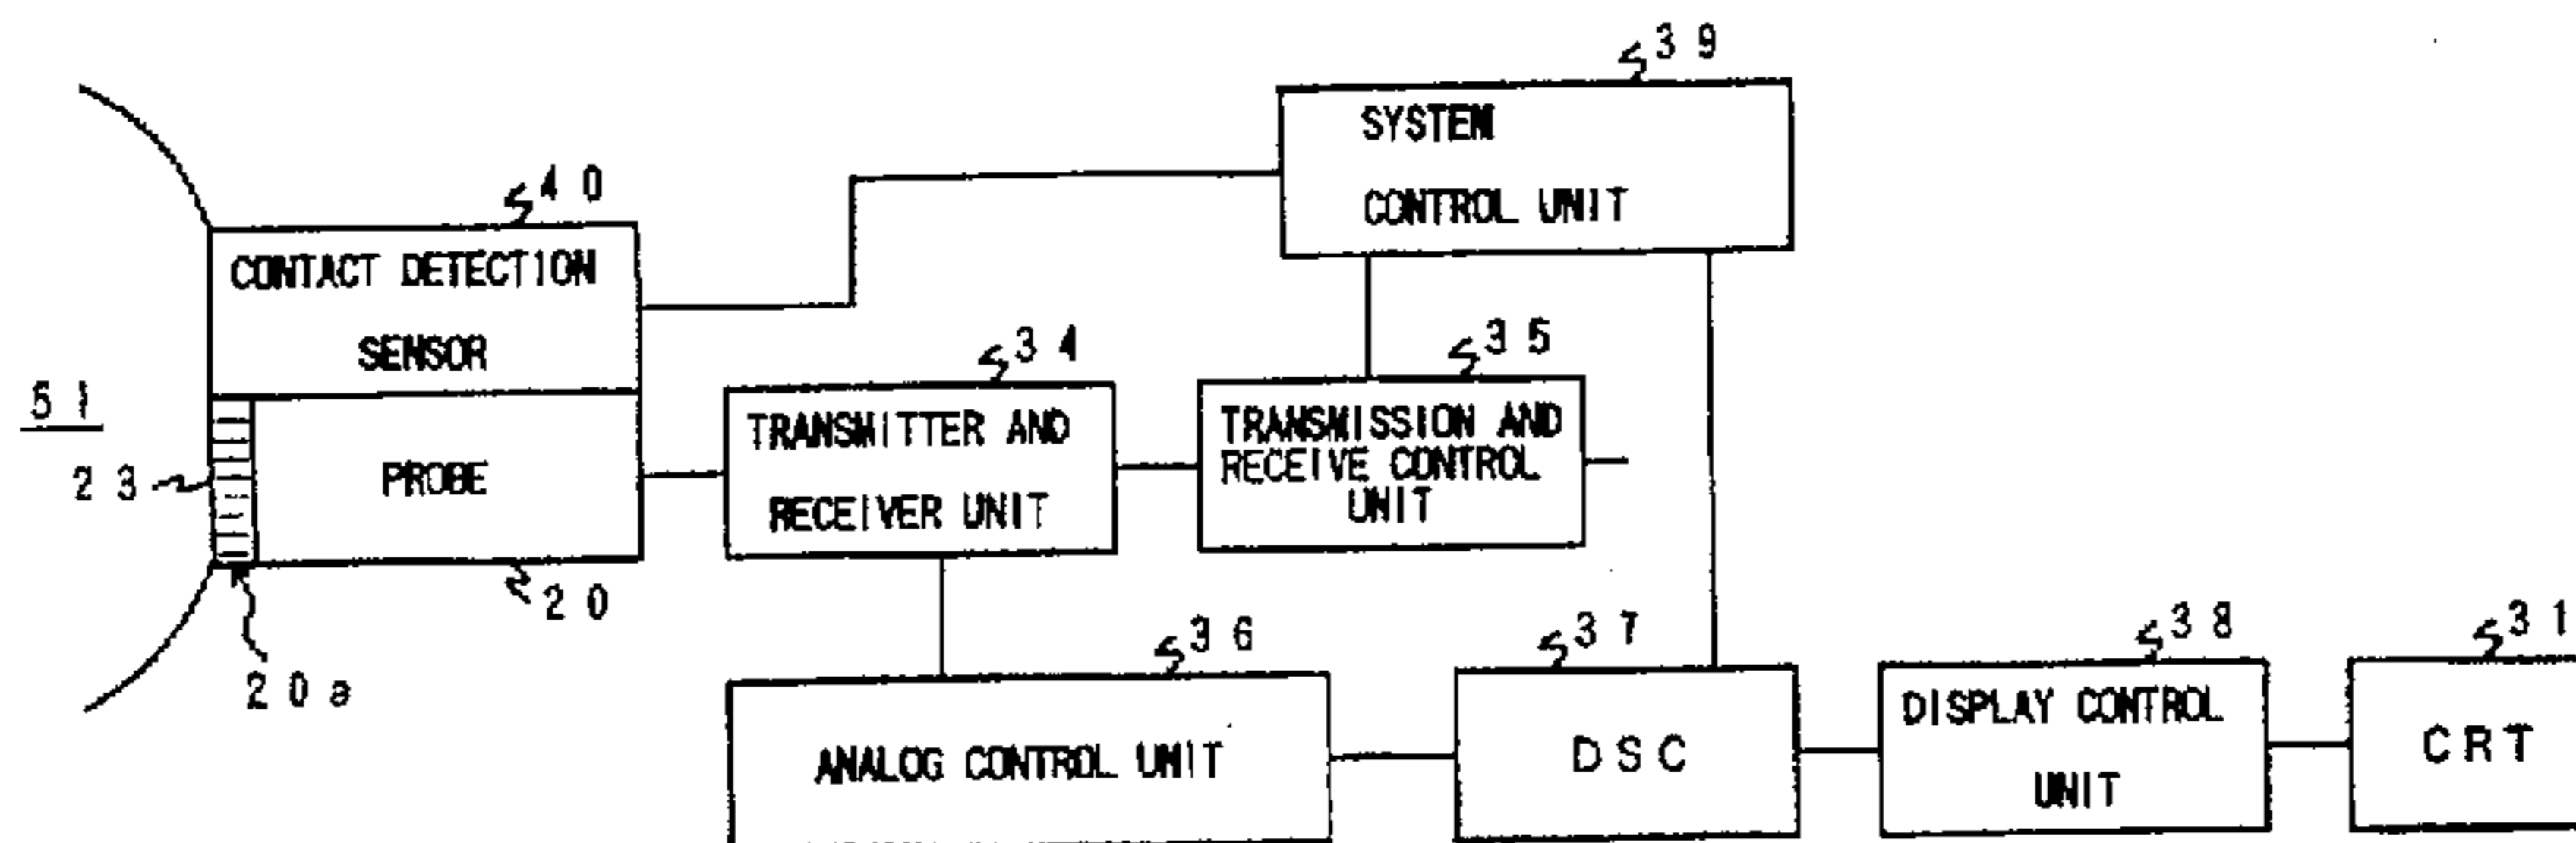 39
SYSTEM
CONTROL UNIT
40
CONTACT DETECTION
SENSOR
51
23
PROBE
20
20a
34
TRANSMITTER AND
RECEIVER UNIT
35
TRANSMISSION AND
RECEIVE CONTROL
UNIT
36
ANALOG CONTROL UNIT
37
DSC
38
DISPLAY CONTROL
UNIT
31
CRT